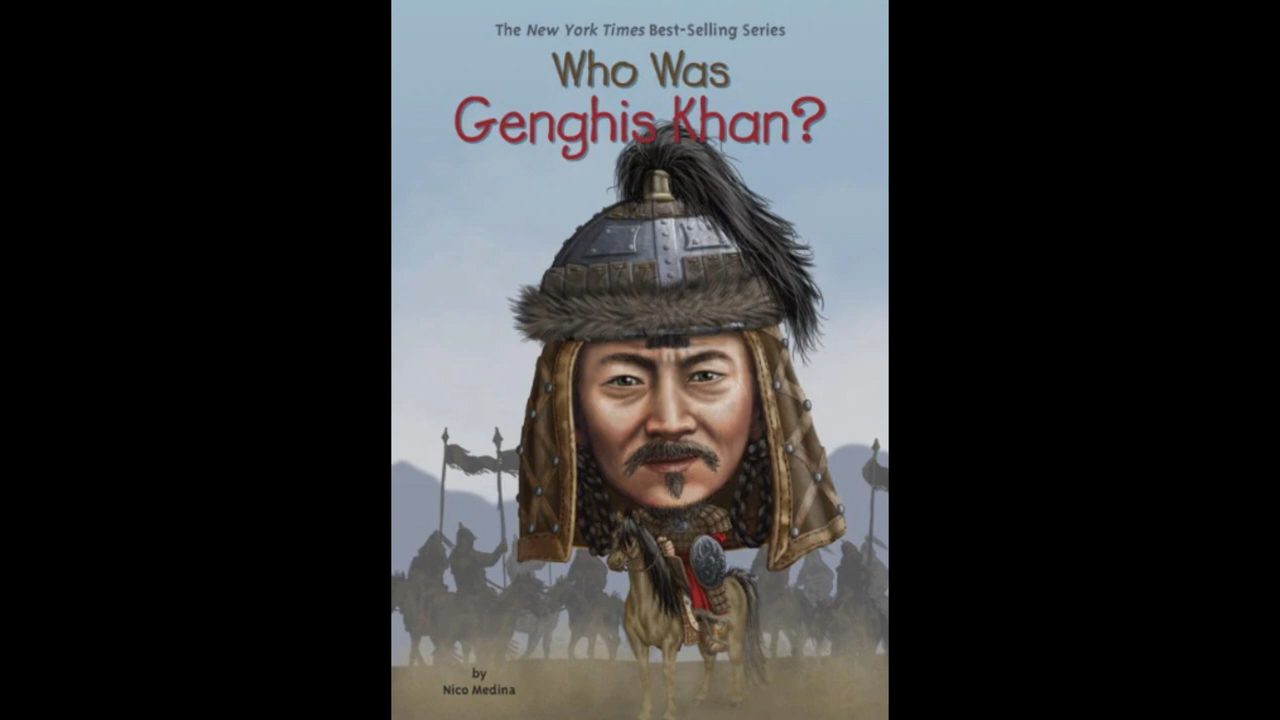 The New York Times Best-Selling Series
Who Was
Genghis Khan?
by
Nico Medina